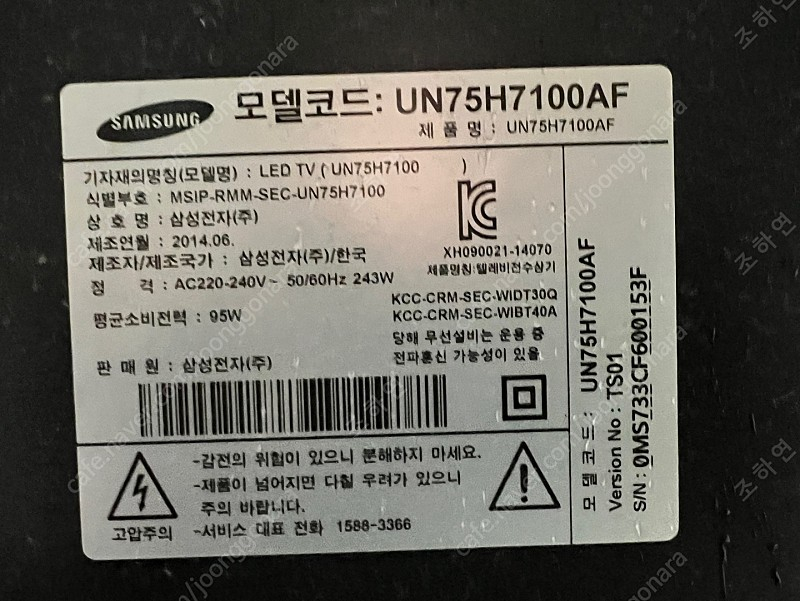 SAMSUNG
모델코드: UN75H7100AF
제 품 명 : UN75H7100AF
기자재의명칭(모델명) : LED TV ( UN75H7100 )
식별부호 : MSIP-RMM-SEC-UN75H7100
상 호 명 : 삼성전자(주)
제조연월 : 2014.06.
제조자/제조국가 : 삼성전자(주)/한국
정 격 : AC220-240V~ 50/60Hz 243W
평균소비전력 : 95W
판 매 원 : 삼성전자(주)
XH090021-14070
제품명칭:텔레비전수상기
KCC-CRM-SEC-WIDT30Q
KCC-CRM-SEC-WIBT40A
당해 무선설비는 운용 중
전파혼신 가능성이 있음
고압주의
-감전의 위험이 있으니 분해하지 마세요.
-제품이 넘어지면 다칠 우려가 있으니
주의 바랍니다.
-서비스 대표 전화 1588-3366
모 델 코 드 : UN75H7100AF
Version No : TS01
S/N: 0MS733CF600153F
cafe.naver.com/joonggonara
조하연